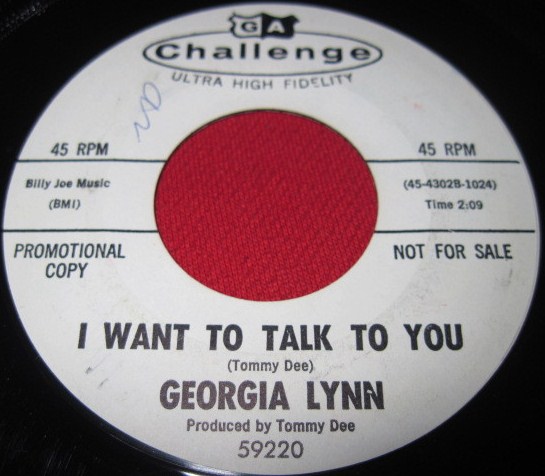 GA
Challenge
ULTRA HIGH FIDELITY
45 RPM
45 RPM
Billy Joe Music
(BMI)
(45-4302B-1024)
Time 2:09
PROMOTIONAL
COPY
NOT FOR SALE
I WANT TO TALK TO YOU
(Tommy Dee)
GEORGIA LYNN
Produced by Tommy Dee
59220